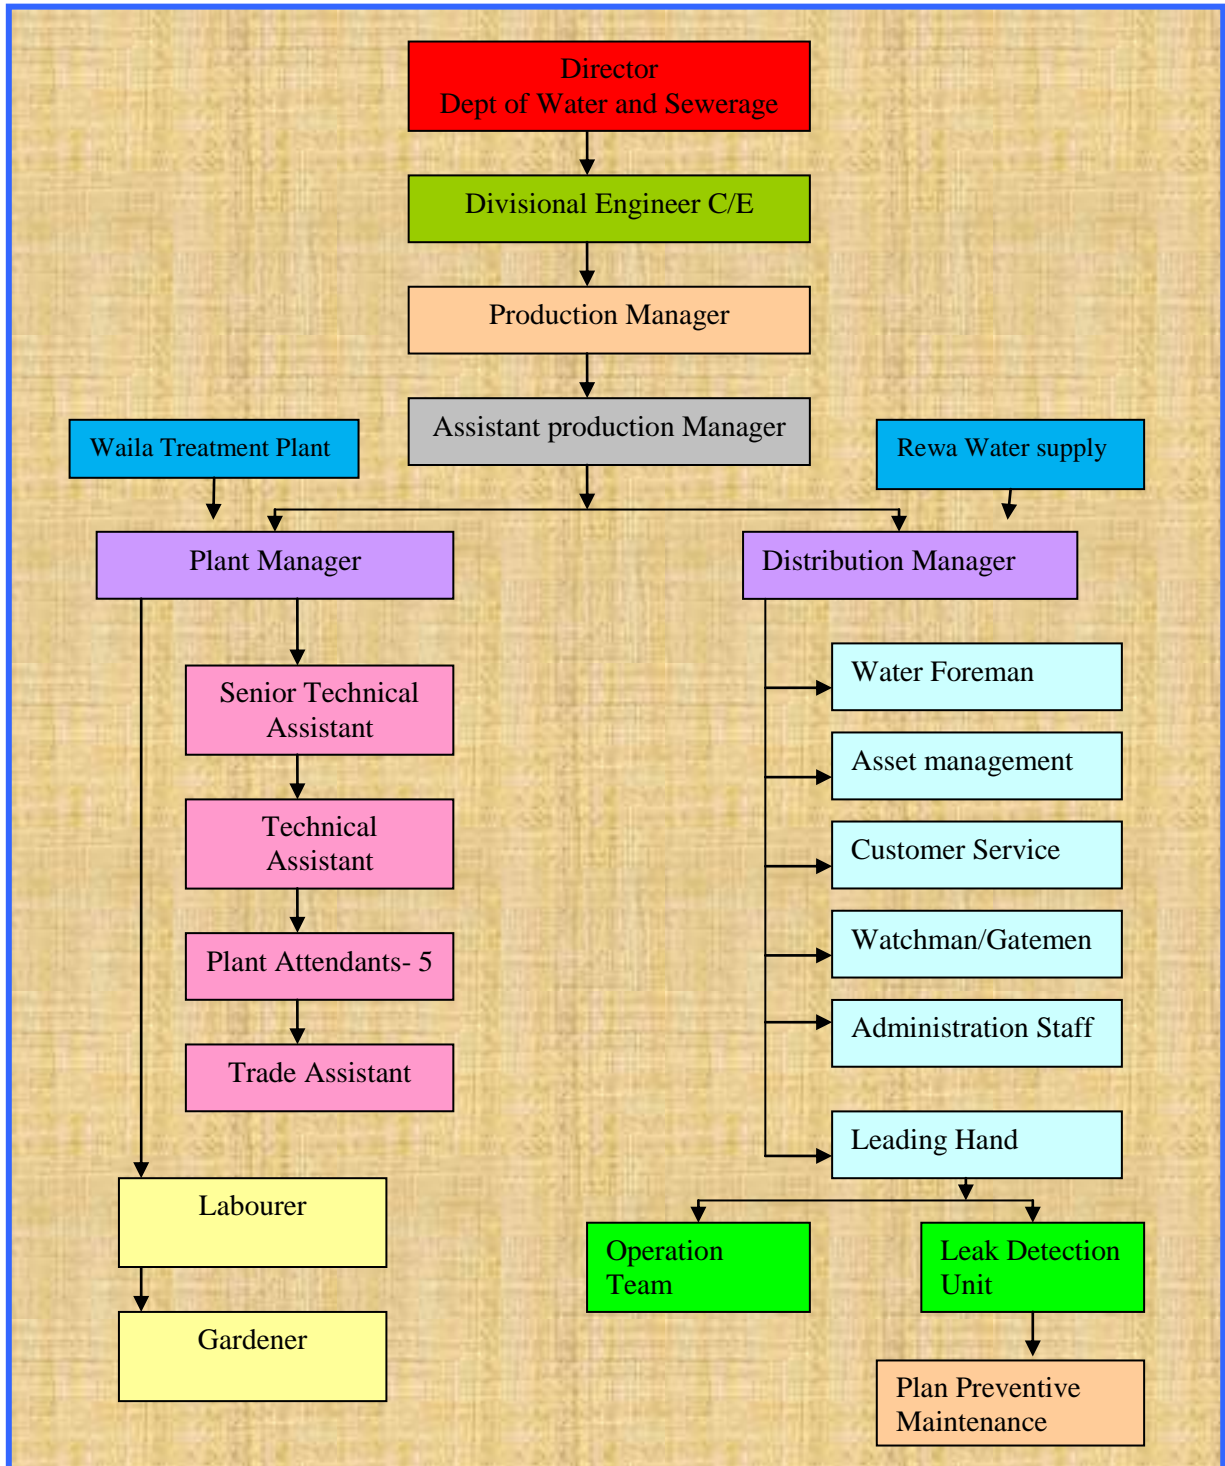 Director
Dept of Water and Sewerage
Divisional Engineer C/E
Production Manager
Assistant production Manager
Waila Treatment Plant
Rewa Water supply
Plant Manager
Distribution Manager
Senior Technical
Assistant
Technical
Assistant
Plant Attendants- 5
Trade Assistant
Labourer
Gardener
Water Foreman
Asset management
Customer Service
Watchman/Gatemen
Administration Staff
Leading Hand
Operation
Team
Leak Detection
Unit
Plan Preventive
Maintenance